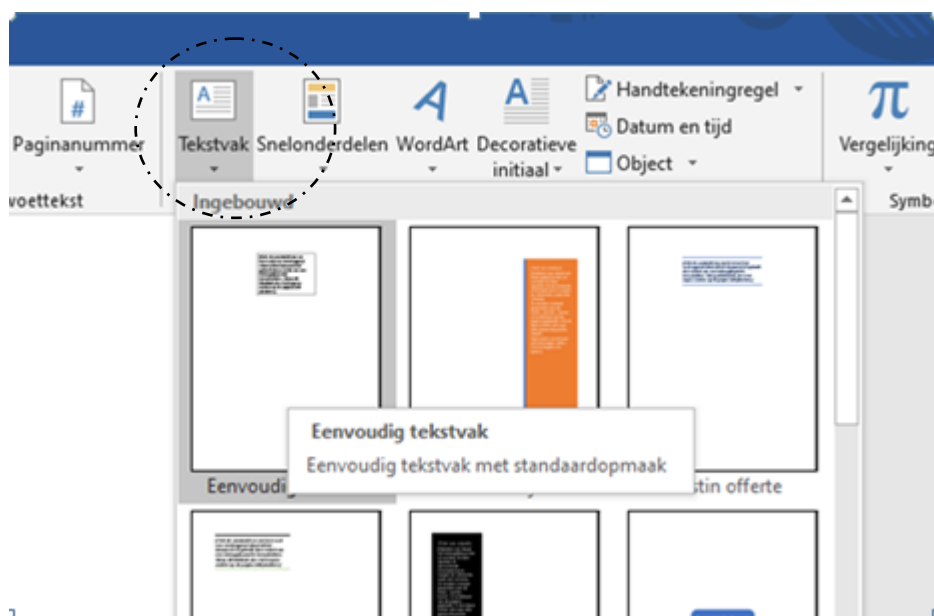 Handtekeningregel
Datum en tijd
Object
Paginanummer
Tekstvak
Snelonderdelen
WordArt
Decoratieve
initiaal
Vergelijking
voettekst
Symb
Ingebouwd
Eenvoudig tekstvak
Eenvoudig tekstvak met standaardopmaak
Eenvoudi
stin offerte